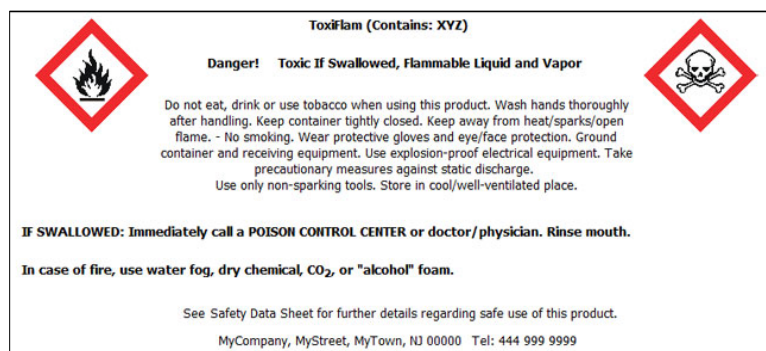 ToxiFlam (Contains: XYZ)
Danger! Toxic If Swallowed, Flammable Liquid and Vapor
Do not eat, drink or use tobacco when using this product. Wash hands thoroughly
after handling. Keep container tightly closed. Keep away from heat/sparks/open
flame. - No smoking. Wear protective gloves and eye/face protection. Ground
container and receiving equipment. Use explosion-proof electrical equipment. Take
precautionary measures against static discharge.
Use only non-sparking tools. Store in cool/well-ventilated place.
IF SWALLOWED: Immediately call a POISON CONTROL CENTER or doctor/physician. Rinse mouth.
In case of fire, use water fog, dry chemical, CO₂, or "alcohol" foam.
See Safety Data Sheet for further details regarding safe use of this product.
MyCompany, MyStreet, MyTown, NJ 00000 Tel: 444 999 9999